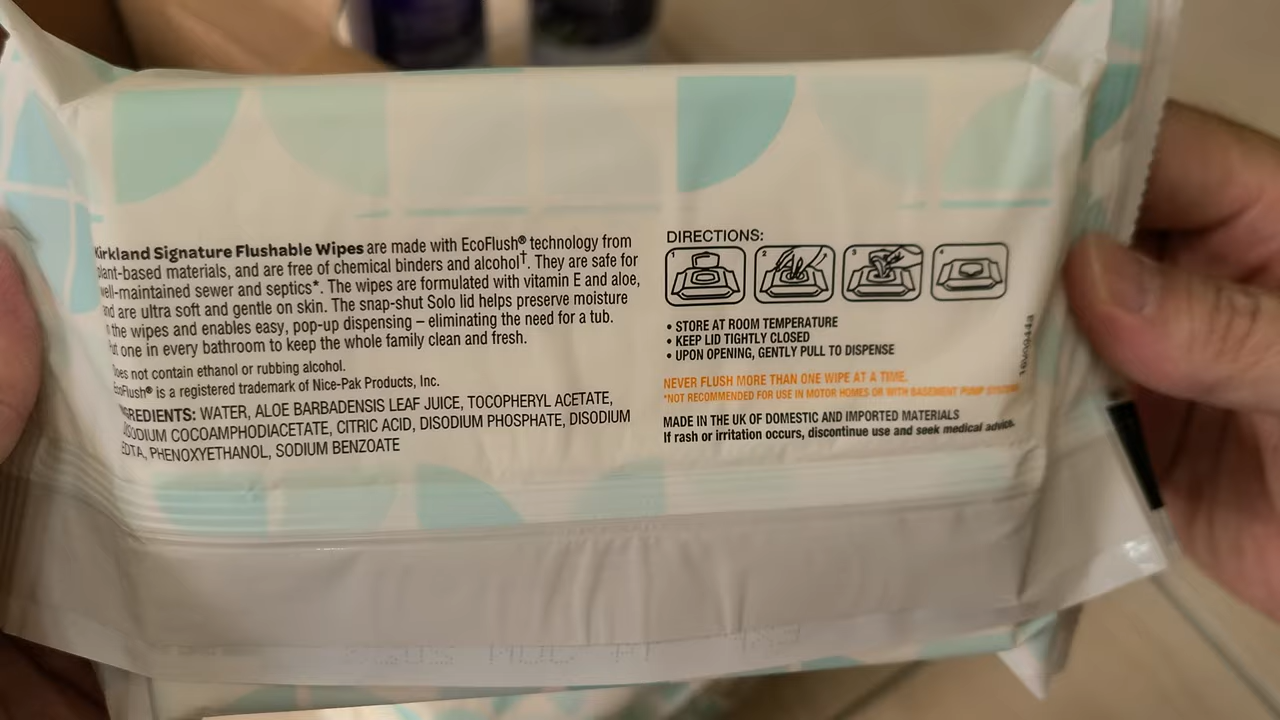 Kirkland Signature Flushable Wipes are made with EcoFlush® technology from
plant-based materials, and are free of chemical binders and alcohol†. They are safe for
well-maintained sewer and septics*. The wipes are formulated with vitamin E and aloe,
and are ultra soft and gentle on skin. The snap-shut Solo lid helps preserve moisture
the wipes and enables easy, pop-up dispensing – eliminating the need for a tub.
one in every bathroom to keep the whole family clean and fresh.
Does not contain ethanol or rubbing alcohol.
EcoFlush® is a registered trademark of Nice-Pak Products, Inc.
INGREDIENTS: WATER, ALOE BARBADENSIS LEAF JUICE, TOCOPHERYL ACETATE,
DISODIUM COCOAMPHODIACETATE, CITRIC ACID, DISODIUM PHOSPHATE, DISODIUM
EDTA, PHENOXYETHANOL, SODIUM BENZOATE
DIRECTIONS:
1 2 3 4
• STORE AT ROOM TEMPERATURE
• KEEP LID TIGHTLY CLOSED
• UPON OPENING, GENTLY PULL TO DISPENSE
NEVER FLUSH MORE THAN ONE WIPE AT A TIME.
*NOT RECOMMENDED FOR USE IN MOTOR HOMES OR WITH BASEMENT PUMP SYSTEMS
MADE IN THE UK OF DOMESTIC AND IMPORTED MATERIALS
If rash or irritation occurs, discontinue use and seek medical advice.